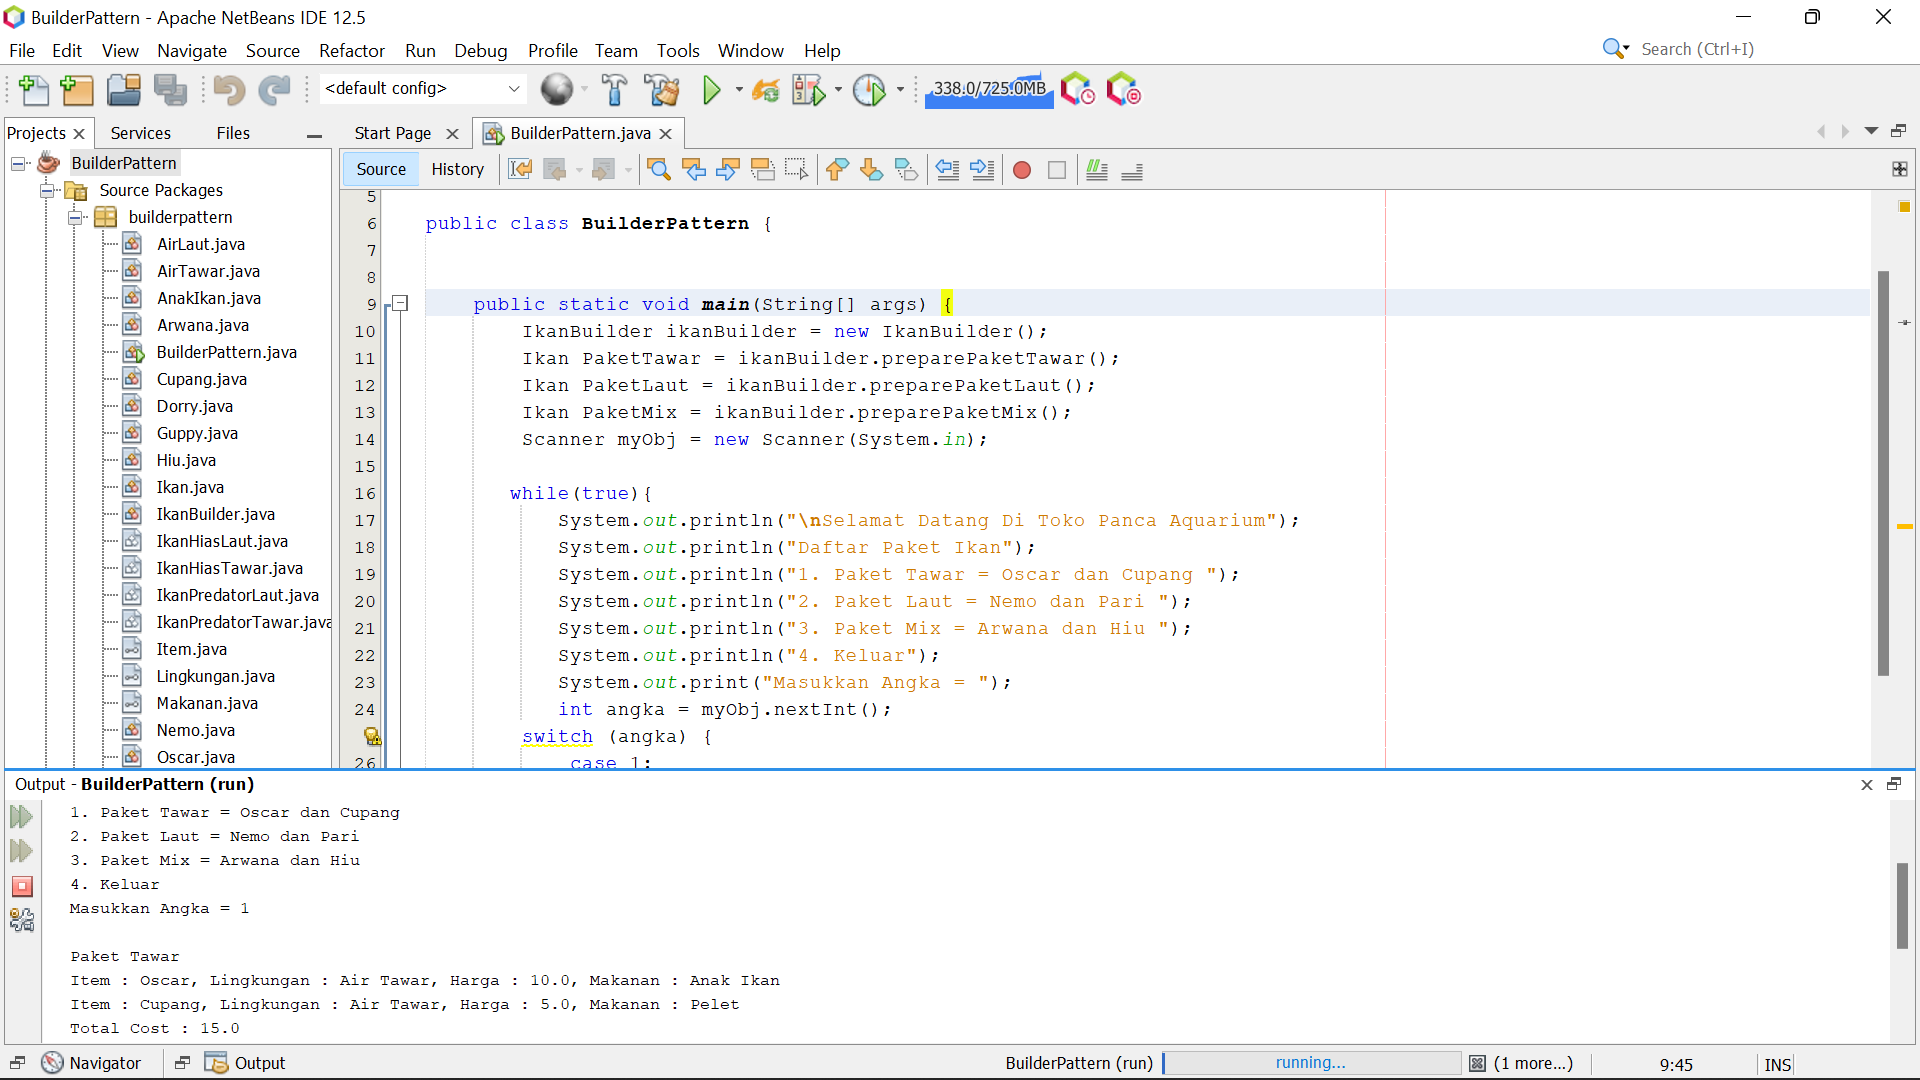 BuilderPattern - Apache NetBeans IDE 12.5
File Edit View Navigate Source Refactor Run Debug Profile Team Tools Window Help
Search (Ctrl+I)
<default config>
338.0/725.0MB
Projects Services Files
Start Page BuilderPattern.java
Source History
BuilderPattern
Source Packages
builderpattern
AirLaut.java
AirTawar.java
AnakIkan.java
Arwana.java
BuilderPattern.java
Cupang.java
Dorry.java
Guppy.java
Hiu.java
Ikan.java
IkanBuilder.java
IkanHiasLaut.java
IkanHiasTawar.java
IkanPredatorLaut.java
IkanPredatorTawar.java
Item.java
Lingkungan.java
Makanan.java
Nemo.java
Oscar.java
5
6 public class BuilderPattern {
7
8
9 public static void main(String[] args) {
10 IkanBuilder ikanBuilder = new IkanBuilder();
11 Ikan PaketTawar = ikanBuilder.preparePaketTawar();
12 Ikan PaketLaut = ikanBuilder.preparePaketLaut();
13 Ikan PaketMix = ikanBuilder.preparePaketMix();
14 Scanner myObj = new Scanner(System.in);
15
16 while(true){
17 System.out.println("\nSelamat Datang Di Toko Panca Aquarium");
18 System.out.println("Daftar Paket Ikan");
19 System.out.println("1. Paket Tawar = Oscar dan Cupang ");
20 System.out.println("2. Paket Laut = Nemo dan Pari ");
21 System.out.println("3. Paket Mix = Arwana dan Hiu ");
22 System.out.println("4. Keluar");
23 System.out.print("Masukkan Angka = ");
24 int angka = myObj.nextInt();
switch (angka) {
26 case 1:
Output - BuilderPattern (run)
1. Paket Tawar = Oscar dan Cupang
2. Paket Laut = Nemo dan Pari
3. Paket Mix = Arwana dan Hiu
4. Keluar
Masukkan Angka = 1
Paket Tawar
Item : Oscar, Lingkungan : Air Tawar, Harga : 10.0, Makanan : Anak Ikan
Item : Cupang, Lingkungan : Air Tawar, Harga : 5.0, Makanan : Pelet
Total Cost : 15.0
Navigator Output BuilderPattern (run) running... (1 more...) 9:45 INS